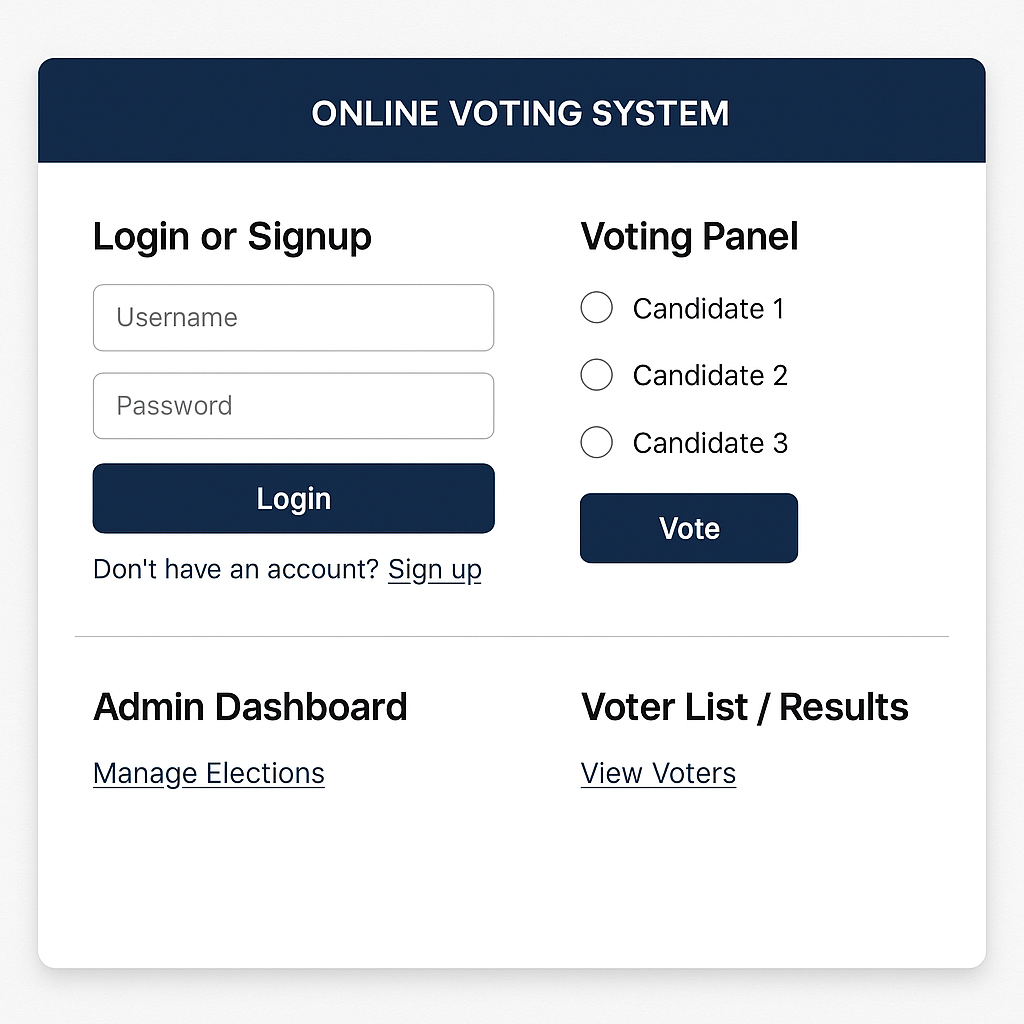 ONLINE VOTING SYSTEM
Login or Signup
Username
Password
Login
Don't have an account? Sign up
Voting Panel
Candidate 1
Candidate 2
Candidate 3
Vote
Admin Dashboard
Manage Elections
Voter List / Results
View Voters